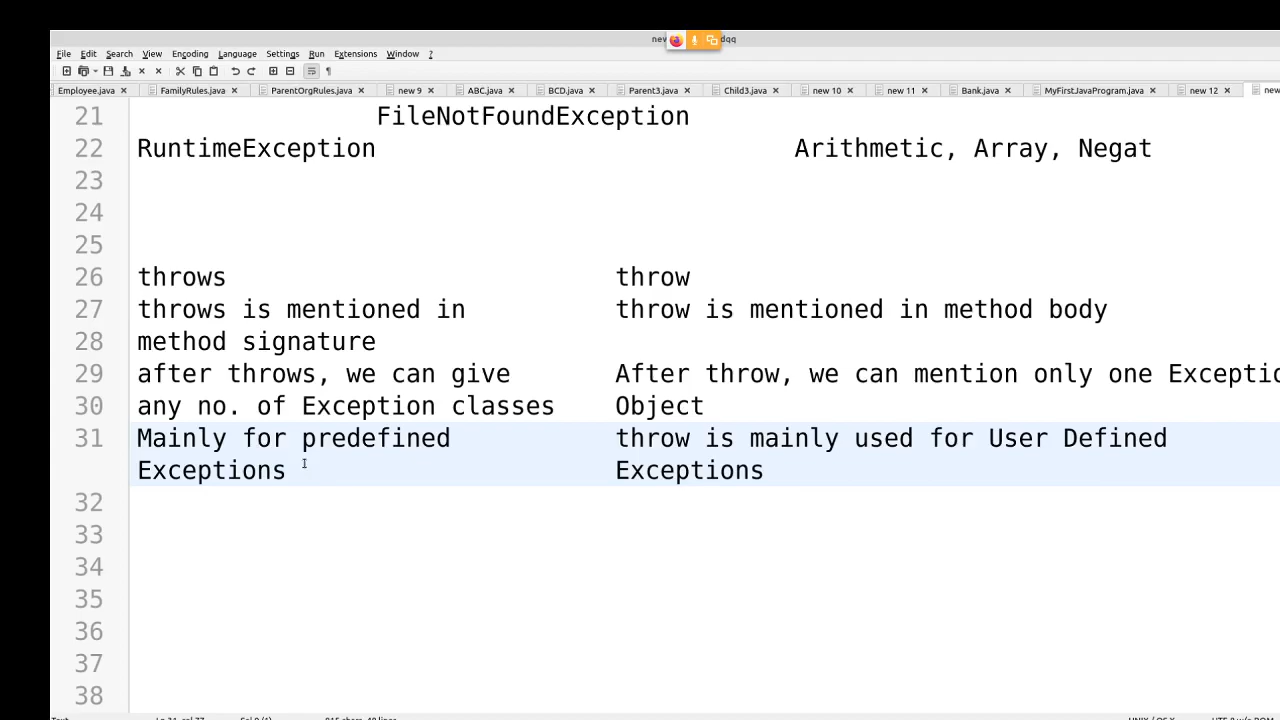 new dqq
File Edit Search View Encoding Language Settings Run Extensions Window ?
Employee.java FamilyRules.java ParentOrgRules.java new 9 ABC.java BCD.java Parent3.java Child3.java new 10 new 11 Bank.java MyFirstJavaProgram.java new 12 new
21 FileNotFoundException
22 RuntimeException Arithmetic, Array, Negat
23
24
25
26 throws throw
27 throws is mentioned in throw is mentioned in method body
28 method signature
29 after throws, we can give After throw, we can mention only one Exceptio
30 any no. of Exception classes Object
31 Mainly for predefined throw is mainly used for User Defined
Exceptions Exceptions
32
33
34
35
36
37
38